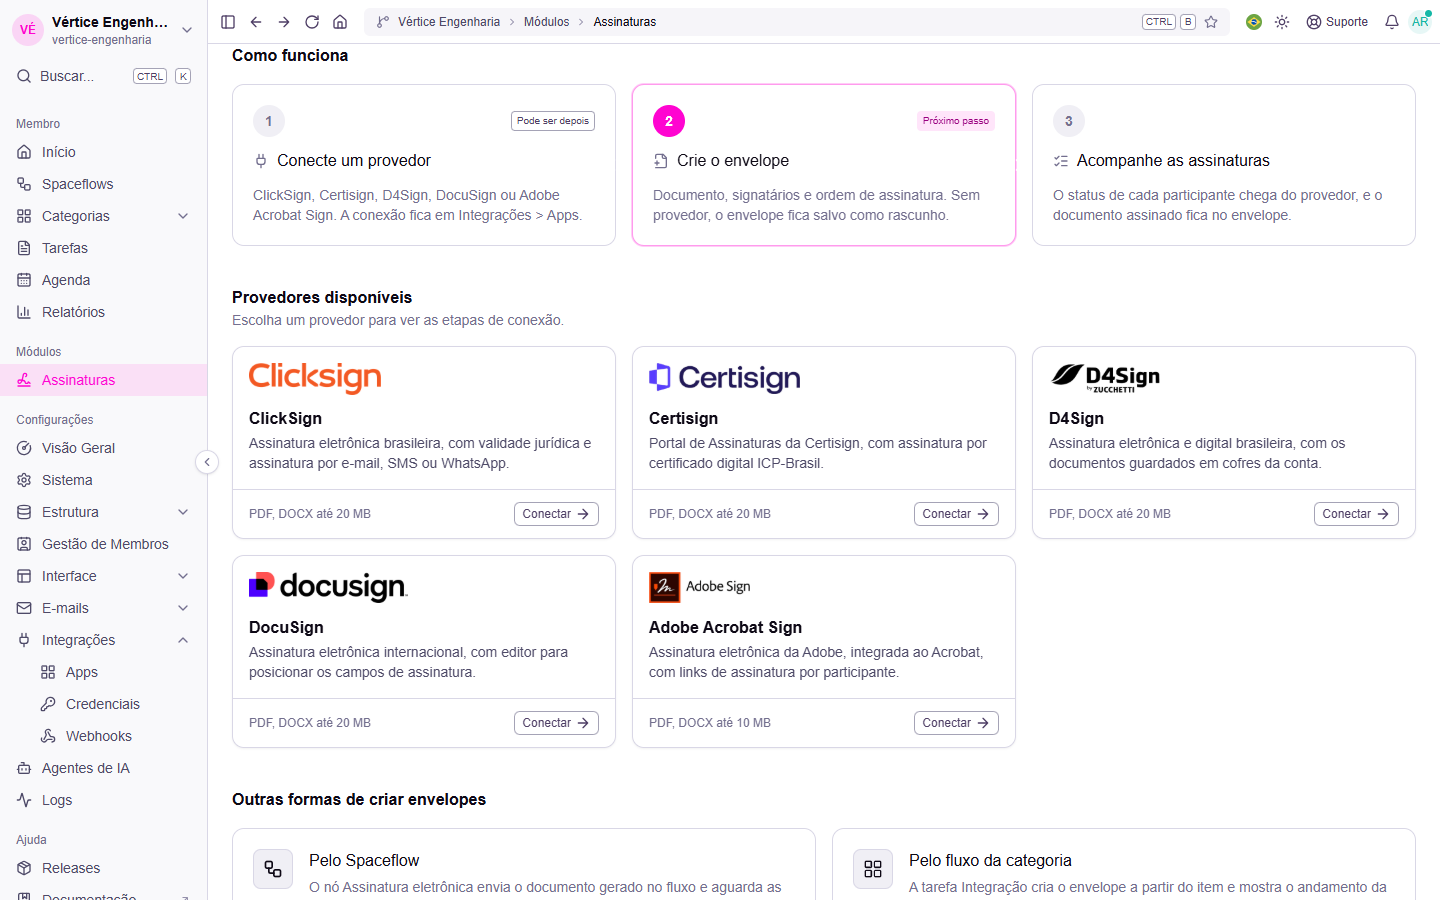 VÉ
Vértice Engenh...
vertice-engenharia
Buscar...
CTRL
K
Membro
Início
Spaceflows
Categorias
Tarefas
Agenda
Relatórios
Módulos
Assinaturas
Configurações
Visão Geral
Sistema
Estrutura
Gestão de Membros
Interface
E-mails
Integrações
Apps
Credenciais
Webhooks
Agentes de IA
Logs
Ajuda
Releases
Documentação
Vértice Engenharia
Módulos
Assinaturas
CTRL
B
Suporte
AR
Como funciona
1
Pode ser depois
Conecte um provedor
ClickSign, Certisign, D4Sign, DocuSign ou Adobe
Acrobat Sign. A conexão fica em Integrações > Apps.
2
Próximo passo
Crie o envelope
Documento, signatários e ordem de assinatura. Sem
provedor, o envelope fica salvo como rascunho.
3
Acompanhe as assinaturas
O status de cada participante chega do provedor, e o
documento assinado fica no envelope.
Provedores disponíveis
Escolha um provedor para ver as etapas de conexão.
Clicksign
ClickSign
Assinatura eletrônica brasileira, com validade jurídica e
assinatura por e-mail, SMS ou WhatsApp.
PDF, DOCX até 20 MB
Conectar
Certisign
Certisign
Portal de Assinaturas da Certisign, com assinatura por
certificado digital ICP-Brasil.
PDF, DOCX até 20 MB
Conectar
D4Sign
by ZUCCHETTI
D4Sign
Assinatura eletrônica e digital brasileira, com os
documentos guardados em cofres da conta.
PDF, DOCX até 20 MB
Conectar
docusign
DocuSign
Assinatura eletrônica internacional, com editor para
posicionar os campos de assinatura.
PDF, DOCX até 20 MB
Conectar
Adobe Sign
Adobe Acrobat Sign
Assinatura eletrônica da Adobe, integrada ao Acrobat,
com links de assinatura por participante.
PDF, DOCX até 10 MB
Conectar
Outras formas de criar envelopes
Pelo Spaceflow
O nó Assinatura eletrônica envia o documento gerado no fluxo e aguarda as
Pelo fluxo da categoria
A tarefa Integração cria o envelope a partir do item e mostra o andamento da